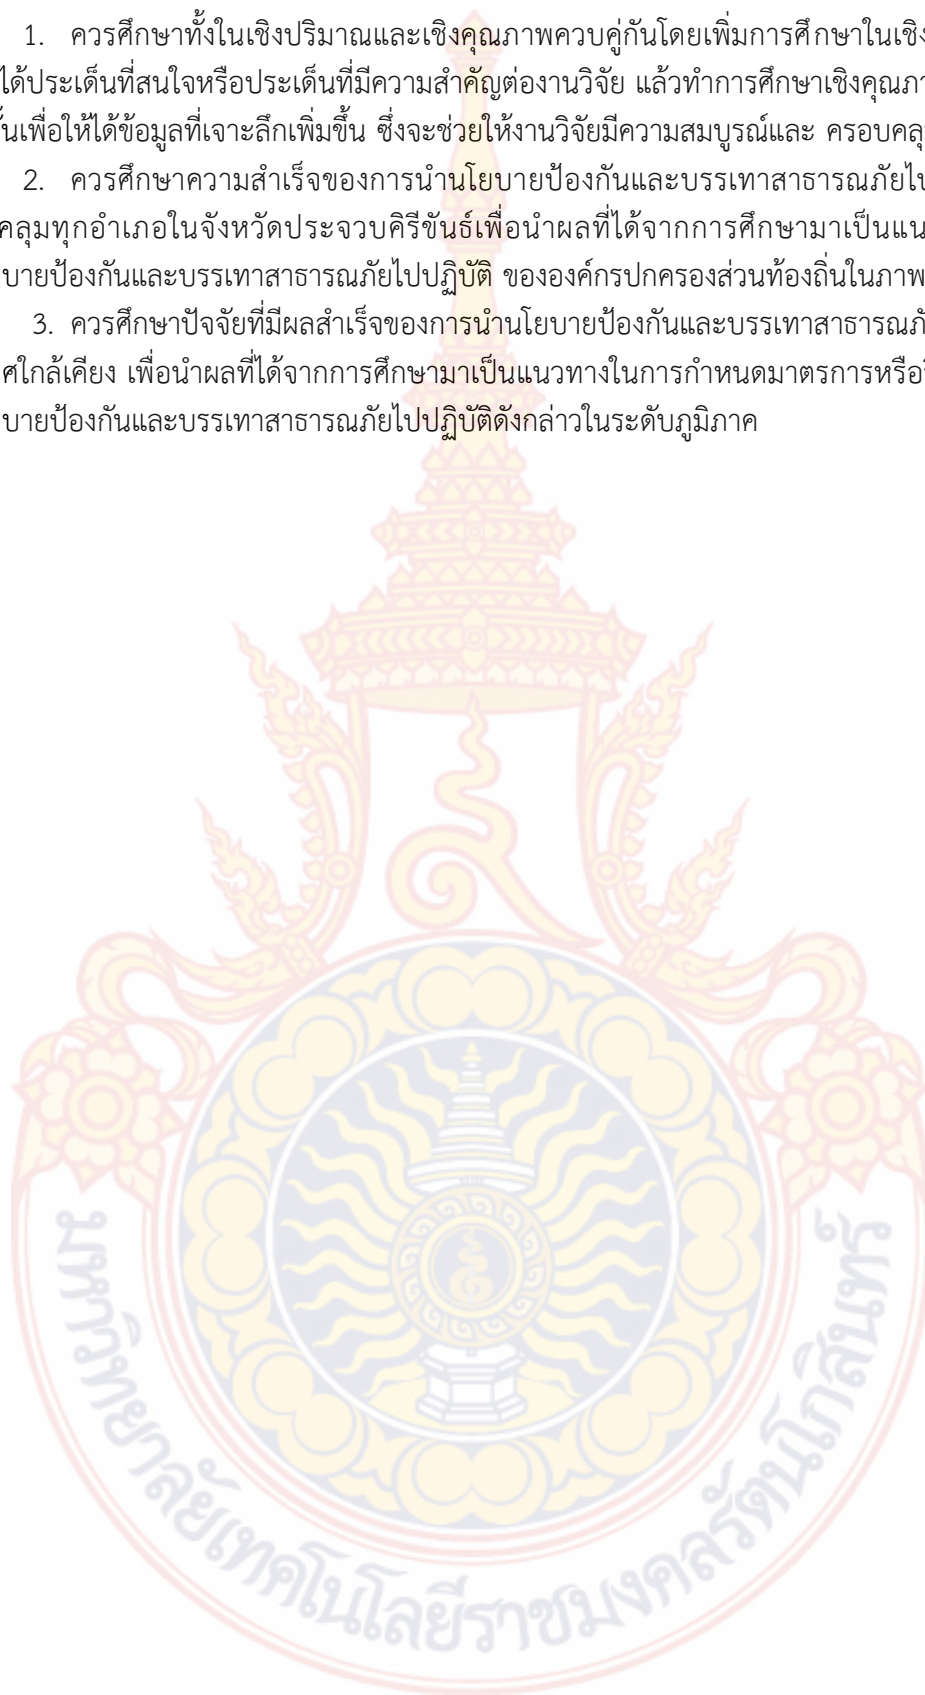 1. ควรศึกษาทั้งในเชิงปริมาณและเชิงคุณภาพควบคู่กันโดยเพิ่มการศึกษาในเชิง
ได้ประเด็นที่สนใจหรือประเด็นที่มีความสำคัญต่องานวิจัย แล้วทำการศึกษาเชิงคุณภา
ั้นเพื่อให้ได้ข้อมูลที่เจาะลึกเพิ่มขึ้น ซึ่งจะช่วยให้งานวิจัยมีความสมบูรณ์และ ครอบคลุ
2. ควรศึกษาความสำเร็จของการนำนโยบายป้องกันและบรรเทาสาธารณภัยไป
คลุมทุกอำเภอในจังหวัดประจวบคิรีขันธ์เพื่อนำผลที่ได้จากการศึกษามาเป็นแน
บายป้องกันและบรรเทาสาธารณภัยไปปฏิบัติ ขององค์กรปกครองส่วนท้องถิ่นในภาพ
3. ควรศึกษาปัจจัยที่มีผลสำเร็จของการนำนโยบายป้องกันและบรรเทาสาธารณภั
ศใกล้เคียง เพื่อนำผลที่ได้จากการศึกษามาเป็นแนวทางในการกำหนดมาตรการหรือ
บายป้องกันและบรรเทาสาธารณภัยไปปฏิบัติดังกล่าวในระดับภูมิภาค
มหาวิทยาลัยเทคโนโลยีราชมงคลรัตนโกสินทร์